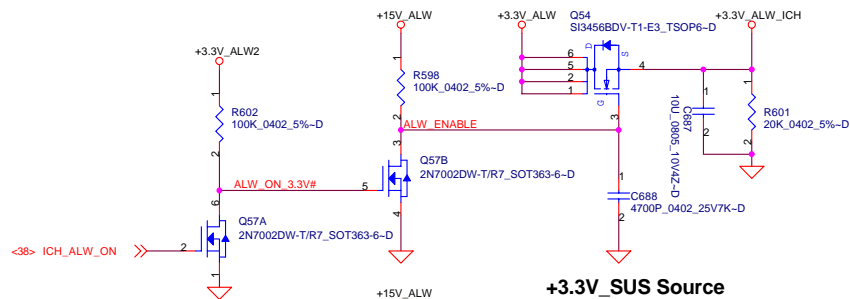 +15V_ALW
+3.3V_ALW
Q54
SI3456BDV-T1-E3_TSOP6~D
+3.3V_ALW_ICH
+3.3V_ALW2
1
R598
100K_0402_5%~D
2
6
5
2
1
D
S
G
4
3
1
R602
100K_0402_5%~D
2
ALW_ENABLE
1
C687
10U_0805_10V4Z~D
2
1
R601
20K_0402_5%~D
2
3
Q57B
2N7002DW-T/R7_SOT363-6~D
5
4
ALW_ON_3.3V#
1
C688
4700P_0402_25V7K~D
2
6
Q57A
2N7002DW-T/R7_SOT363-6~D
<38> ICH_ALW_ON
2
1
+15V_ALW
+3.3V_SUS Source